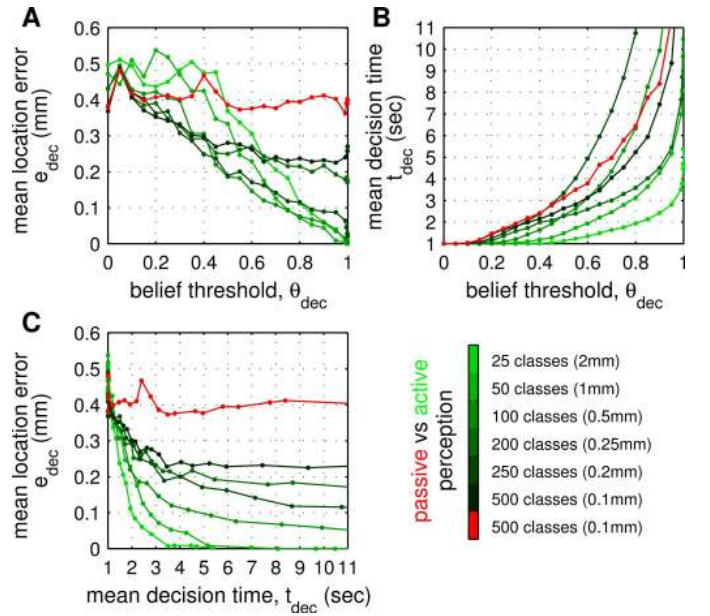 A
mean location error
e_dec (mm)
0.6
0.5
0.4
0.3
0.2
0.1
0
0 0.2 0.4 0.6 0.8 1
belief threshold, θ_dec
B
mean decision time
t_dec (sec)
11
10
9
8
7
6
5
4
3
2
1
0 0.2 0.4 0.6 0.8 1
belief threshold, θ_dec
C
mean location error
e_dec (mm)
0.6
0.5
0.4
0.3
0.2
0.1
0
1 2 3 4 5 6 7 8 9 10 11
mean decision time, t_dec (sec)
passive vs active
perception
25 classes (2mm)
50 classes (1mm)
100 classes (0.5mm)
200 classes (0.25mm)
250 classes (0.2mm)
500 classes (0.1mm)
500 classes (0.1mm)